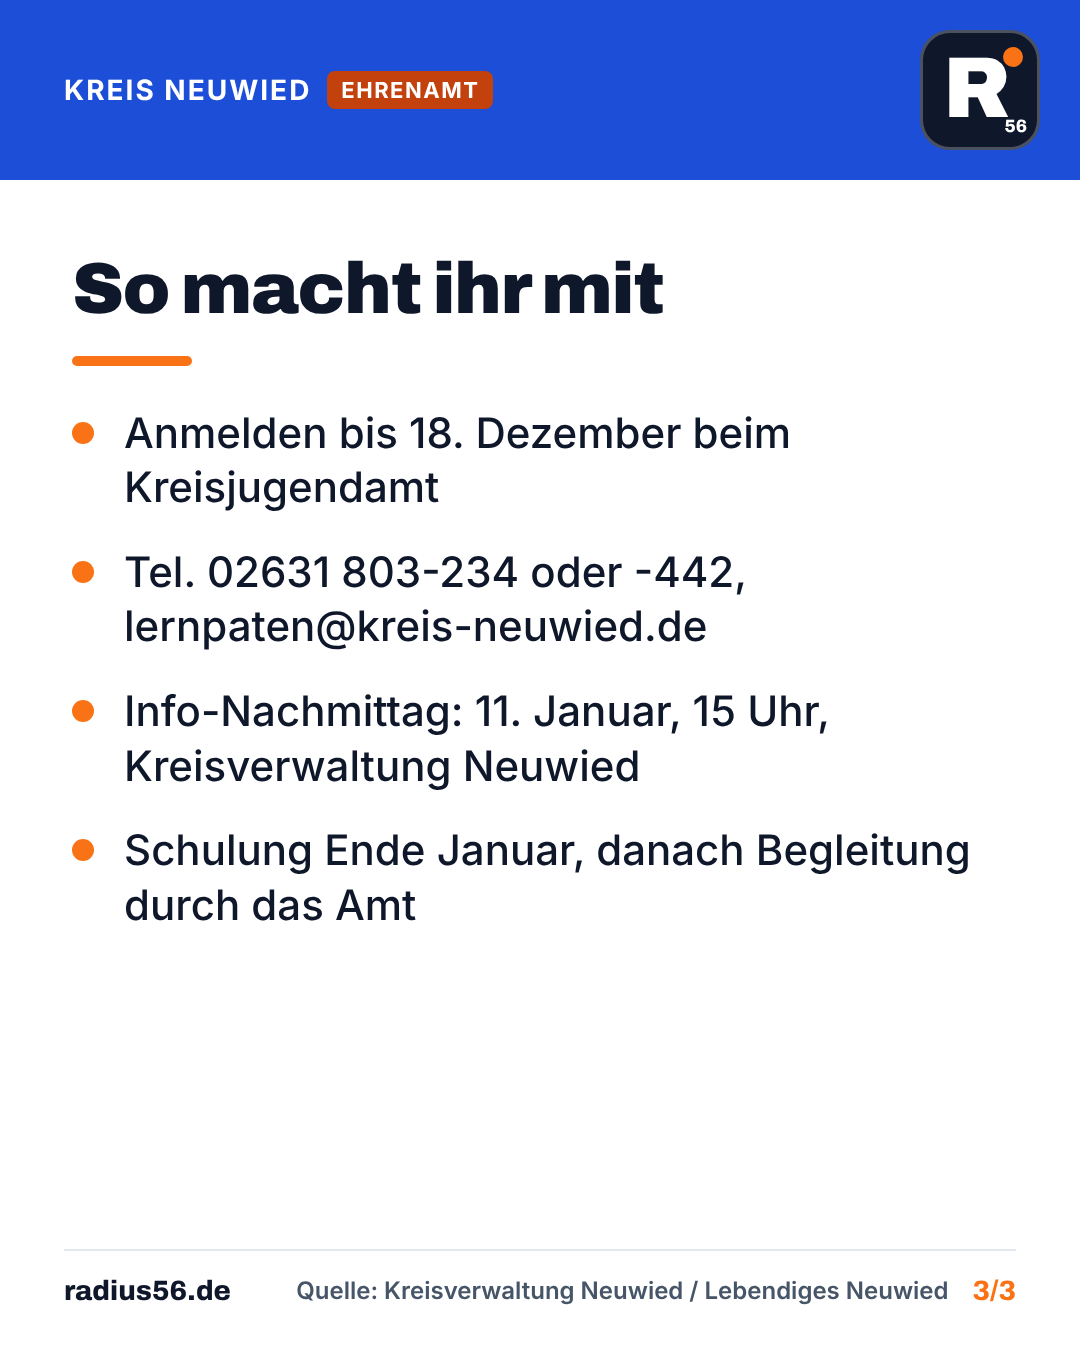 KREIS NEUWIED EHRENAMT
R
56
So macht ihr mit
Anmelden bis 18. Dezember beim
Kreisjugendamt
Tel. 02631 803-234 oder -442,
lernpaten@kreis-neuwied.de
Info-Nachmittag: 11. Januar, 15 Uhr,
Kreisverwaltung Neuwied
Schulung Ende Januar, danach Begleitung
durch das Amt
radius56.de Quelle: Kreisverwaltung Neuwied / Lebendiges Neuwied 3/3